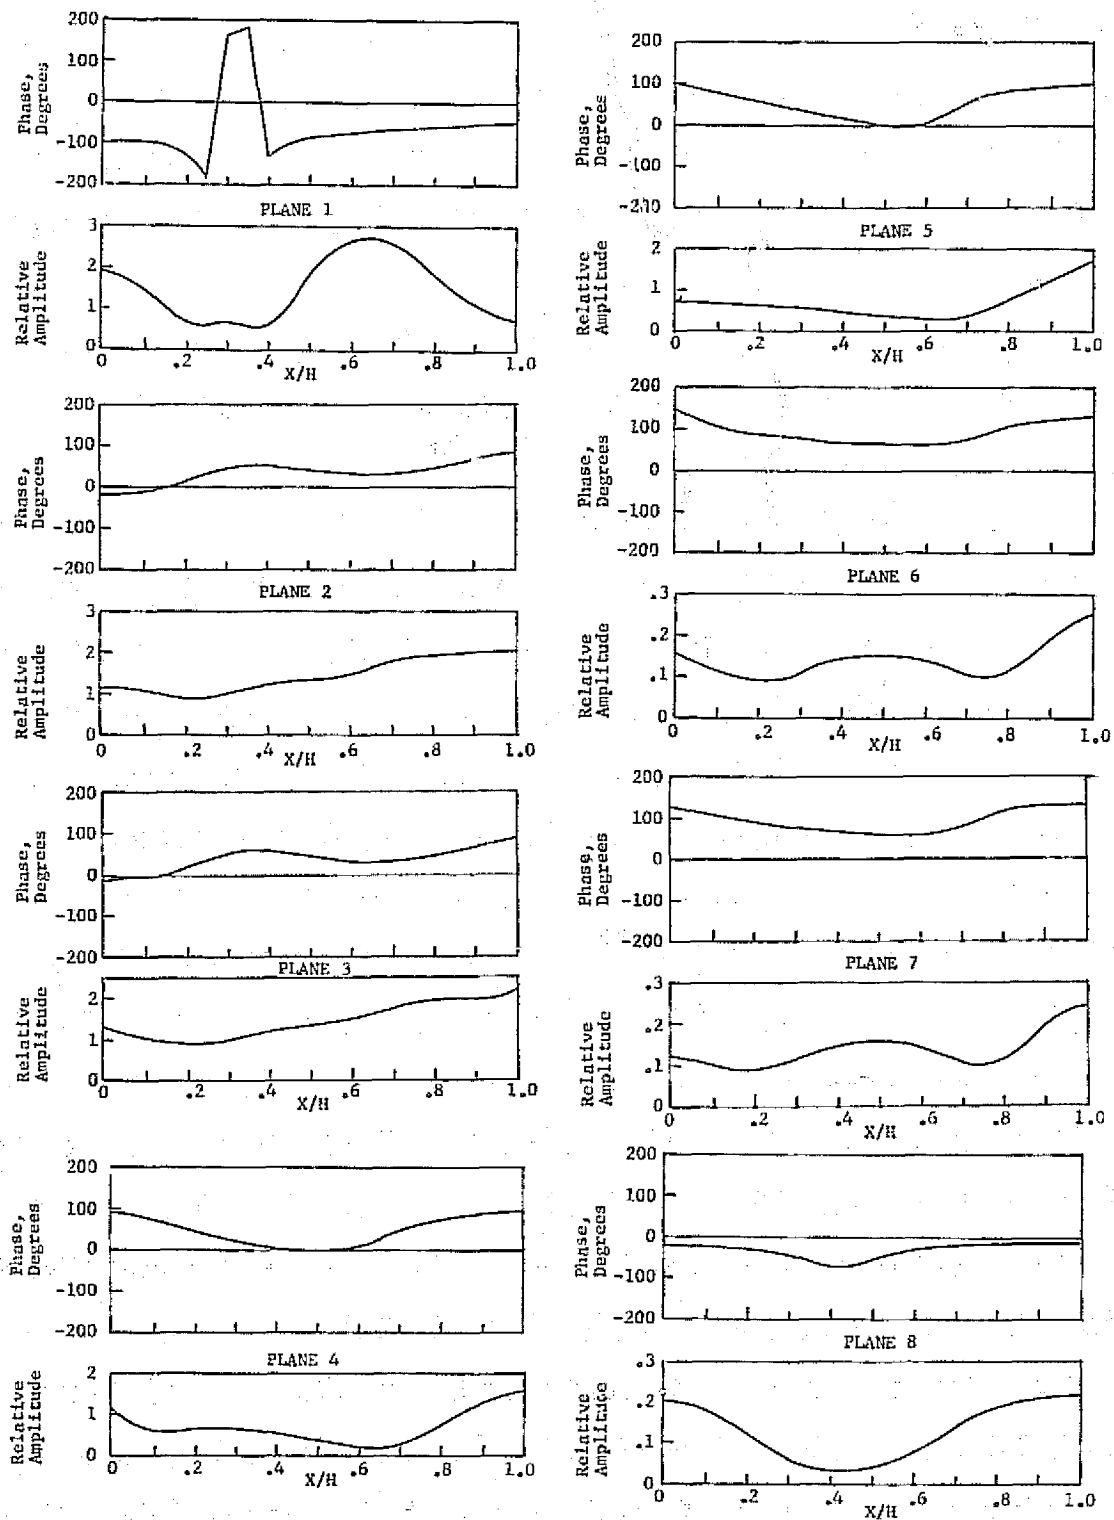 200
100
0
-100
-200
Phase,
Degrees
PLANE 1
3
2
1
0
Relative
Amplitude
0 .2 .4 .6 .8 1.0
X/H
200
100
0
-100
-200
Phase,
Degrees
PLANE 2
3
2
1
0
Relative
Amplitude
0 .2 .4 .6 .8 1.0
X/H
200
100
0
-100
-200
Phase,
Degrees
PLANE 3
2
1
0
Relative
Amplitude
0 .2 .4 .6 .8 1.0
X/H
200
100
0
-100
-200
Phase,
Degrees
PLANE 4
2
1
0
Relative
Amplitude
0 .2 .4 .6 .8 1.0
X/H
200
100
0
-100
-200
Phase,
Degrees
PLANE 5
2
1
0
Relative
Amplitude
0 .2 .4 .6 .8 1.0
X/H
200
100
0
-100
-200
Phase,
Degrees
PLANE 6
.3
.2
.1
0
Relative
Amplitude
0 .2 .4 .6 .8 1.0
X/H
200
100
0
-100
-200
Phase,
Degrees
PLANE 7
.3
.2
.1
0
Relative
Amplitude
0 .2 .4 .6 .8 1.0
X/H
200
100
0
-100
-200
Phase,
Degrees
PLANE 8
.3
.2
.1
0
Relative
Amplitude
0 .2 .4 .6 .8 1.0
X/H